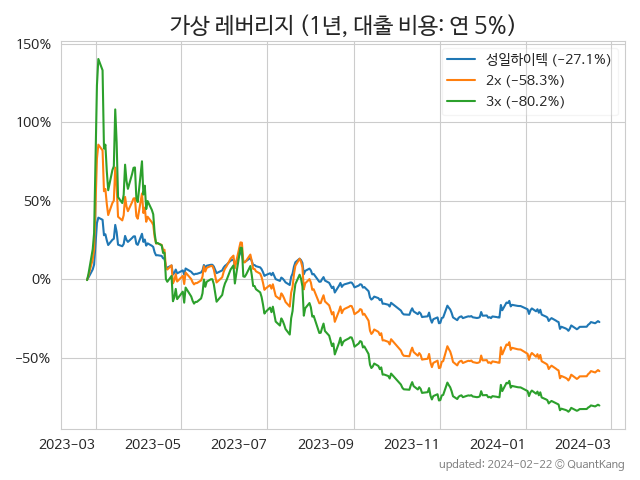 가상 레버리지 (1년, 대출 비용: 연 5%)
150%
100%
50%
0%
−50%
성일하이텍 (-27.1%)
2x (-58.3%)
3x (-80.2%)
2023-03
2023-05
2023-07
2023-09
2023-11
2024-01
2024-03
updated: 2024-02-22 © QuantKang